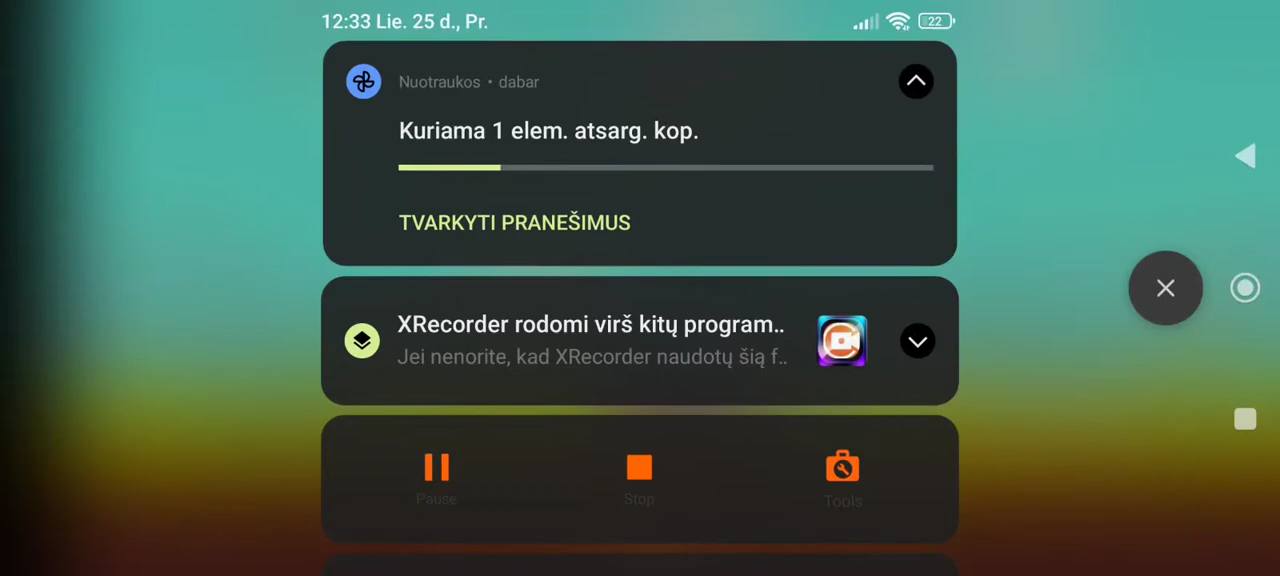 12:33 Lie. 25 d., Pr.
22
Nuotraukos • dabar
Kuriama 1 elem. atsarg. kop.
TVARKYTI PRANEŠIMUS
XRecorder rodomi virš kitų program..
Jei nenorite, kad XRecorder naudotų šią f..
Pause Stop Tools